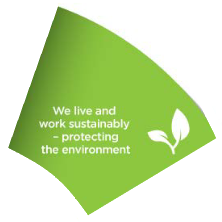 We live and
work sustainably
– protecting
the environment